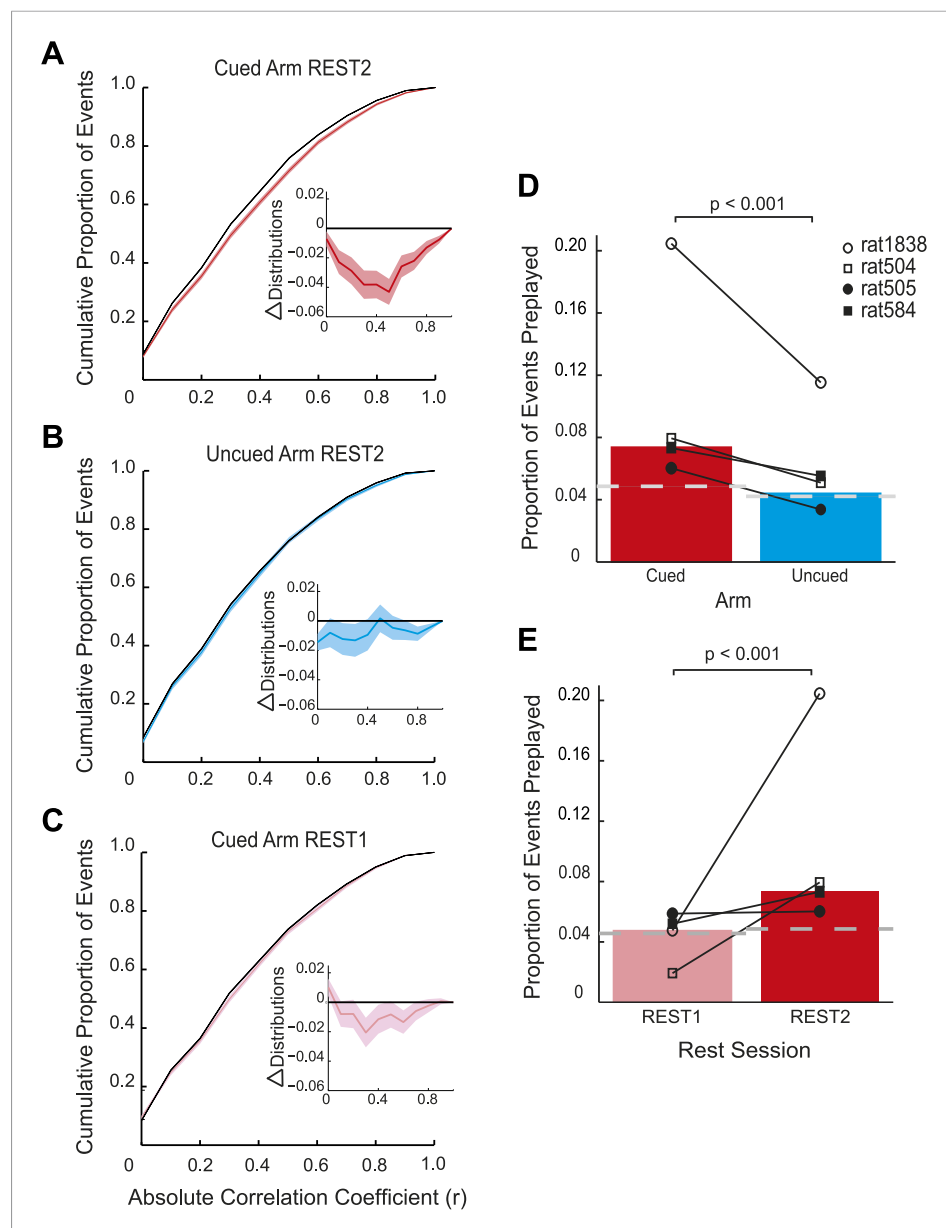 A
Cued Arm REST2
Cumulative Proportion of Events
1.0
0.8
0.6
0.4
0.2
0 0.2 0.4 0.6 0.8 1.0
△Distributions
0.02
0
−0.02
−0.04
−0.06
0 0.4 0.8
B
Uncued Arm REST2
Cumulative Proportion of Events
1.0
0.8
0.6
0.4
0.2
0 0.2 0.4 0.6 0.8 1.0
△Distributions
0.02
0
−0.02
−0.04
−0.06
0 0.4 0.8
C
Cued Arm REST1
Cumulative Proportion of Events
1.0
0.8
0.6
0.4
0.2
0 0.2 0.4 0.6 0.8 1.0
Absolute Correlation Coefficient (r)
△Distributions
0.02
0
−0.02
−0.04
−0.06
0 0.4 0.8
D
p < 0.001
rat1838
rat504
rat505
rat584
Proportion of Events Preplayed
0.20
0.16
0.12
0.08
0.04
0
Cued Uncued
Arm
E
p < 0.001
Proportion of Events Preplayed
0.20
0.16
0.12
0.08
0.04
0
REST1 REST2
Rest Session